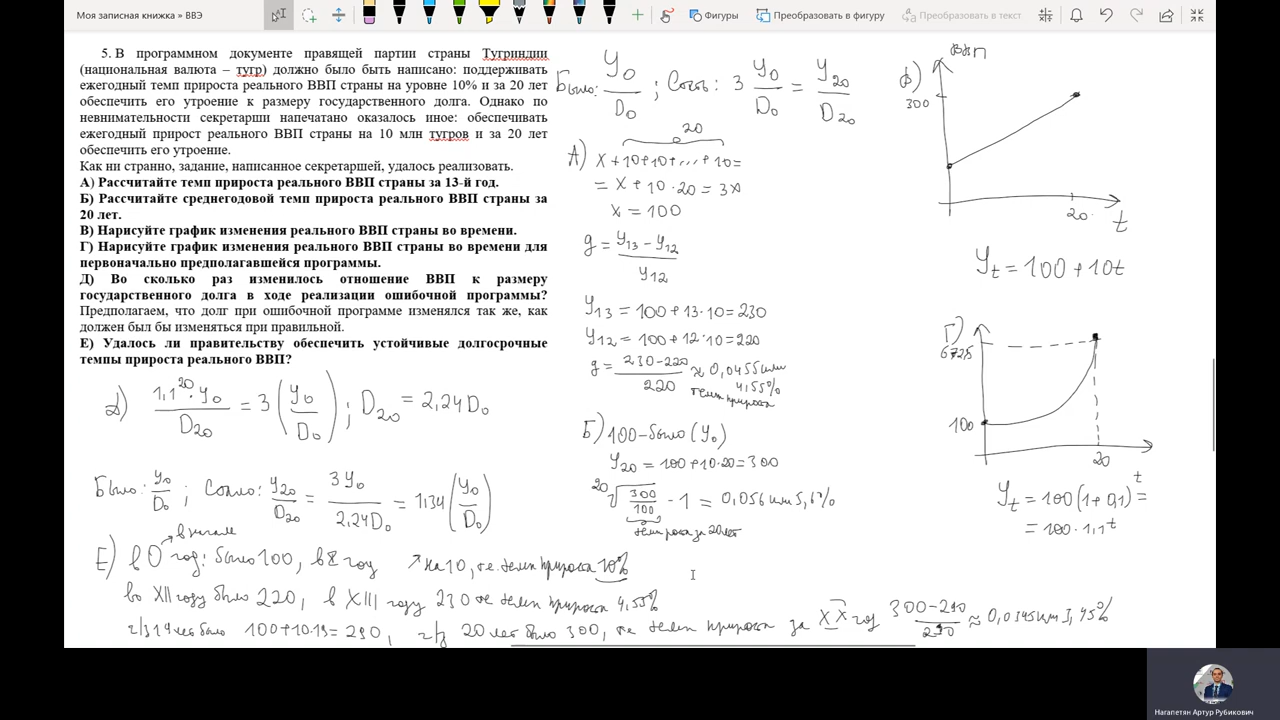 Моя записная книжка » ВВЭ
Фигуры
Преобразовать в фигуру
Преобразовать в текст
5. В программном документе правящей партии страны Тугриндии
(национальная валюта – тугр) должно было быть написано: поддерживать
ежегодный темп прироста реального ВВП страны на уровне 10% и за 20 лет
обеспечить его утроение к размеру государственного долга. Однако по
невнимательности секретарши напечатано оказалось иное: обеспечивать
ежегодный прирост реального ВВП страны на 10 млн тугров и за 20 лет
обеспечить его утроение.
Как ни странно, задание, написанное секретаршей, удалось реализовать.
А) Рассчитайте темп прироста реального ВВП страны за 13-й год.
Б) Рассчитайте среднегодовой темп прироста реального ВВП страны за
20 лет.
В) Нарисуйте график изменения реального ВВП страны во времени.
Г) Нарисуйте график изменения реального ВВП страны во времени для
первоначально предполагавшейся программы.
Д) Во сколько раз изменилось отношение ВВП к размеру
государственного долга в ходе реализации ошибочной программы?
Предполагаем, что долг при ошибочной программе изменялся так же, как
должен был бы изменяться при правильной.
Е) Удалось ли правительству обеспечить устойчивые долгосрочные
темпы прироста реального ВВП?
Д) 1,1^20 · y0 / D20 = 3 (y0 / D0) ; D20 = 2,24 D0
Было: y0/D0 ; Стало: y20/D20 = 3y0 / 2,24D0 = 1,34 (y0/D0)
Было: y0/D0 ; Стать: 3 y0/D0 = y20/D20
20
А) x+10+10+...+10=
= x+10·20=3x
x=100
g = y13 – y12 / y12
y13 = 100+13·10=230
y12 = 100+12·10=220
g = 230-220 / 220 ≈ 0,0455 или
4,55%
темп прироста
Б) 100-было (y0)
y20 = 100+10·20=300
20√(300/100) - 1 = 0,056 или 5,6%
темп роста за 20 лет
ВВП
300
20
t
yt = 100+10t
Г)
672,5
100
20
t
yt = 100(1+0,1)^t =
= 100·1,1^t
в начале
Е) в 0 год: было 100, в I году ↗ на 10, т.е. темп прироста 10%
во XII году было 220, в XIII году 230 те темп прироста 4,55%
ч/з 19 лет было 100+10·19=290, ч/з 20 лет было 300, те темп прироста за XX год 300-290 / 290 ≈ 0,0345 или 3,45%
Нагапетян Артур Рубикович